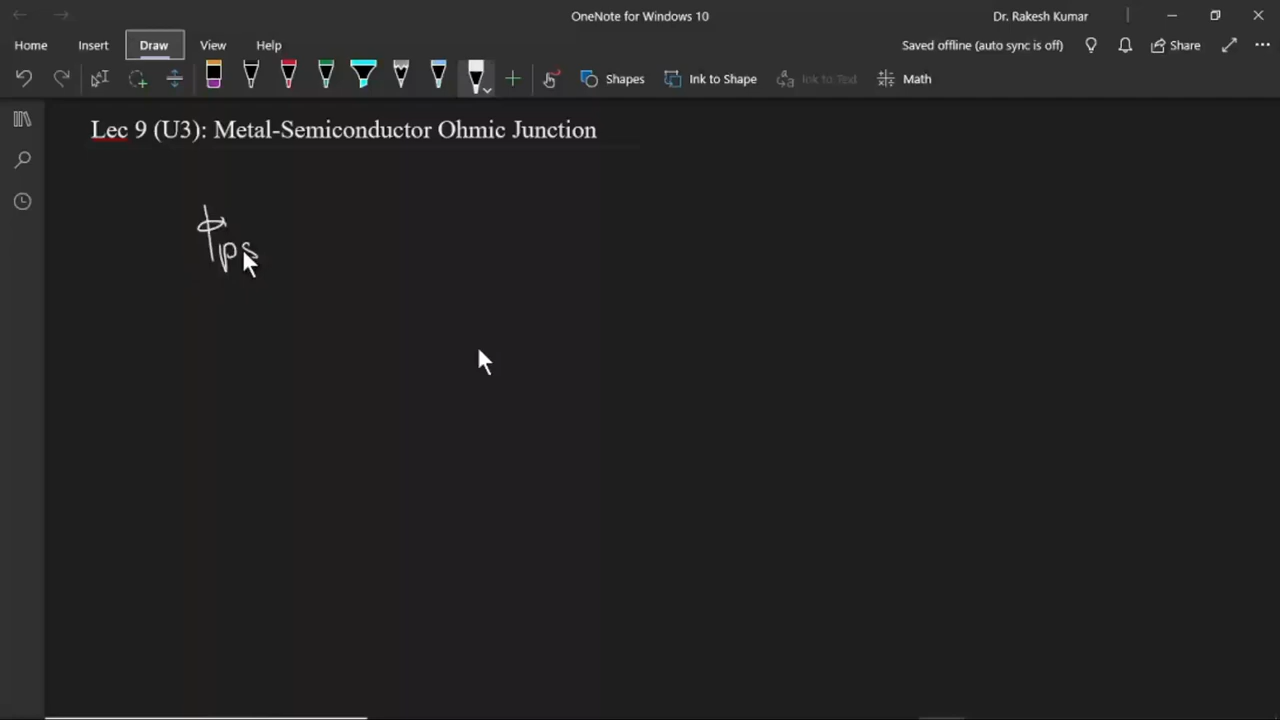 OneNote for Windows 10
Dr. Rakesh Kumar
Home Insert Draw View Help
Saved offline (auto sync is off)
Share
Shapes
Ink to Shape
Ink to Text
Math
Lec 9 (U3): Metal-Semiconductor Ohmic Junction
ϕps